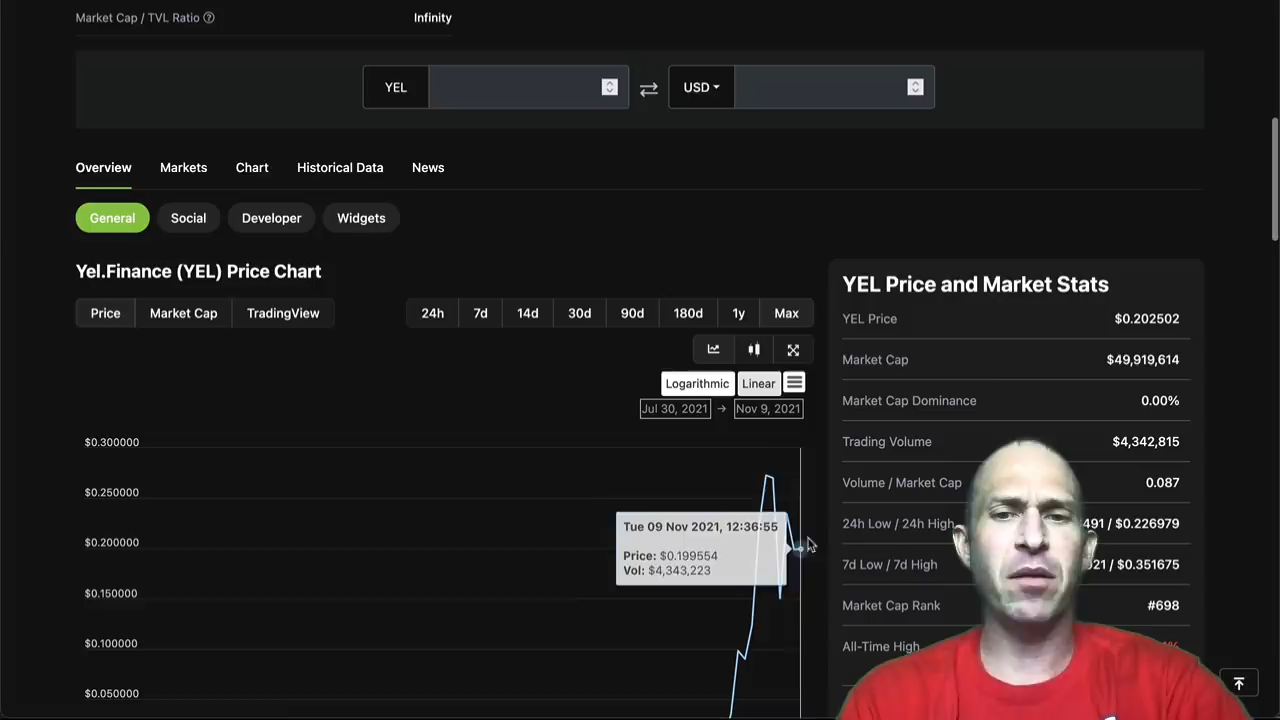 Market Cap / TVL Ratio
Infinity
YEL
USD
Overview
Markets
Chart
Historical Data
News
General
Social
Developer
Widgets
Yel.Finance (YEL) Price Chart
Price
Market Cap
TradingView
24h
7d
14d
30d
90d
180d
1y
Max
Logarithmic
Linear
Jul 30, 2021 → Nov 9, 2021
$0.300000
$0.250000
$0.200000
$0.150000
$0.100000
$0.050000
Tue 09 Nov 2021, 12:36:55
Price: $0.199554
Vol: $4,343,223
YEL Price and Market Stats
YEL Price
$0.202502
Market Cap
$49,919,614
Market Cap Dominance
0.00%
Trading Volume
$4,342,815
Volume / Market Cap
0.087
24h Low / 24h High
491 / $0.226979
7d Low / 7d High
021 / $0.351675
Market Cap Rank
#698
All-Time High